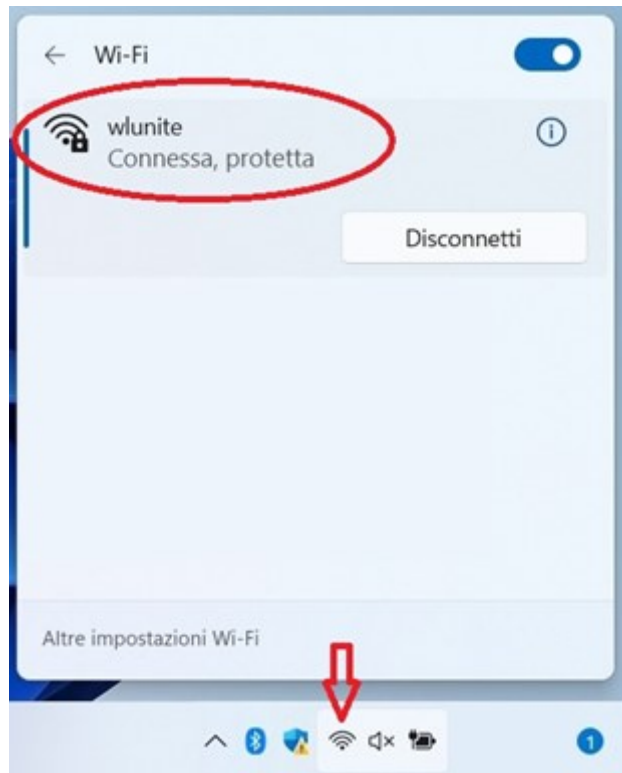 Wi-Fi
wlunite
Connessa, protetta
Disconnetti
Altre impostazioni Wi-Fi
1